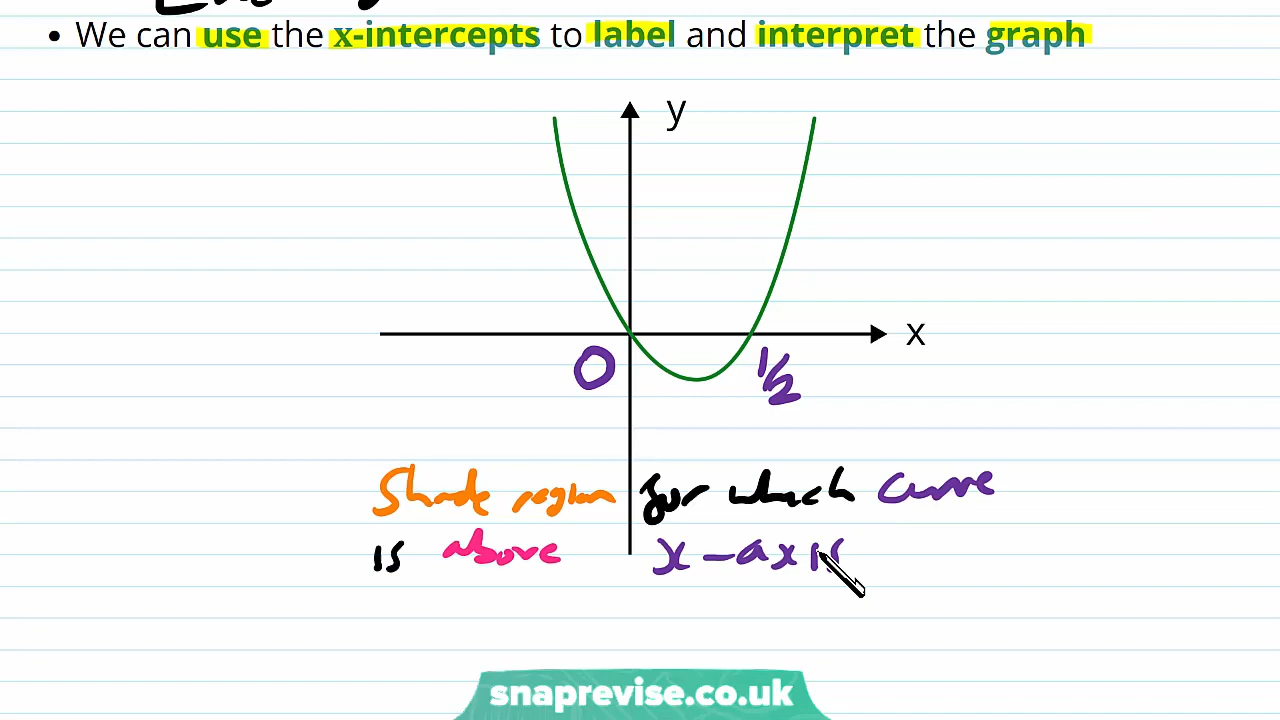 • We can use the x-intercepts to label and interpret the graph
y
x
0
1/2
Shade region for which curve
is above x-axis
snaprevise.co.uk